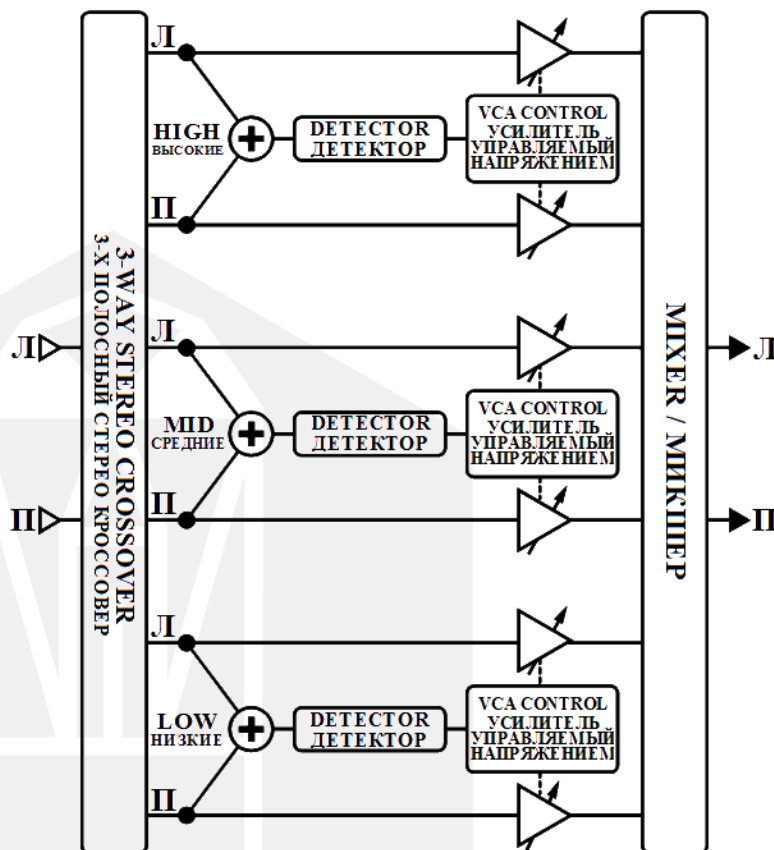 Л
HIGH
ВЫСОКИЕ
DETECTOR
ДЕТЕКТОР
VCA CONTROL
УСИЛИТЕЛЬ
УПРАВЛЯЕМЫЙ
НАПРЯЖЕНИЕМ
П
3-WAY STEREO CROSSOVER
3-Х ПОЛОСНЫЙ СТЕРЕО КРОССОВЕР
Л
П
Л
MID
СРЕДНИЕ
DETECTOR
ДЕТЕКТОР
VCA CONTROL
УСИЛИТЕЛЬ
УПРАВЛЯЕМЫЙ
НАПРЯЖЕНИЕМ
П
MIXER / МИКШЕР
Л
П
Л
LOW
НИЗКИЕ
DETECTOR
ДЕТЕКТОР
VCA CONTROL
УСИЛИТЕЛЬ
УПРАВЛЯЕМЫЙ
НАПРЯЖЕНИЕМ
П